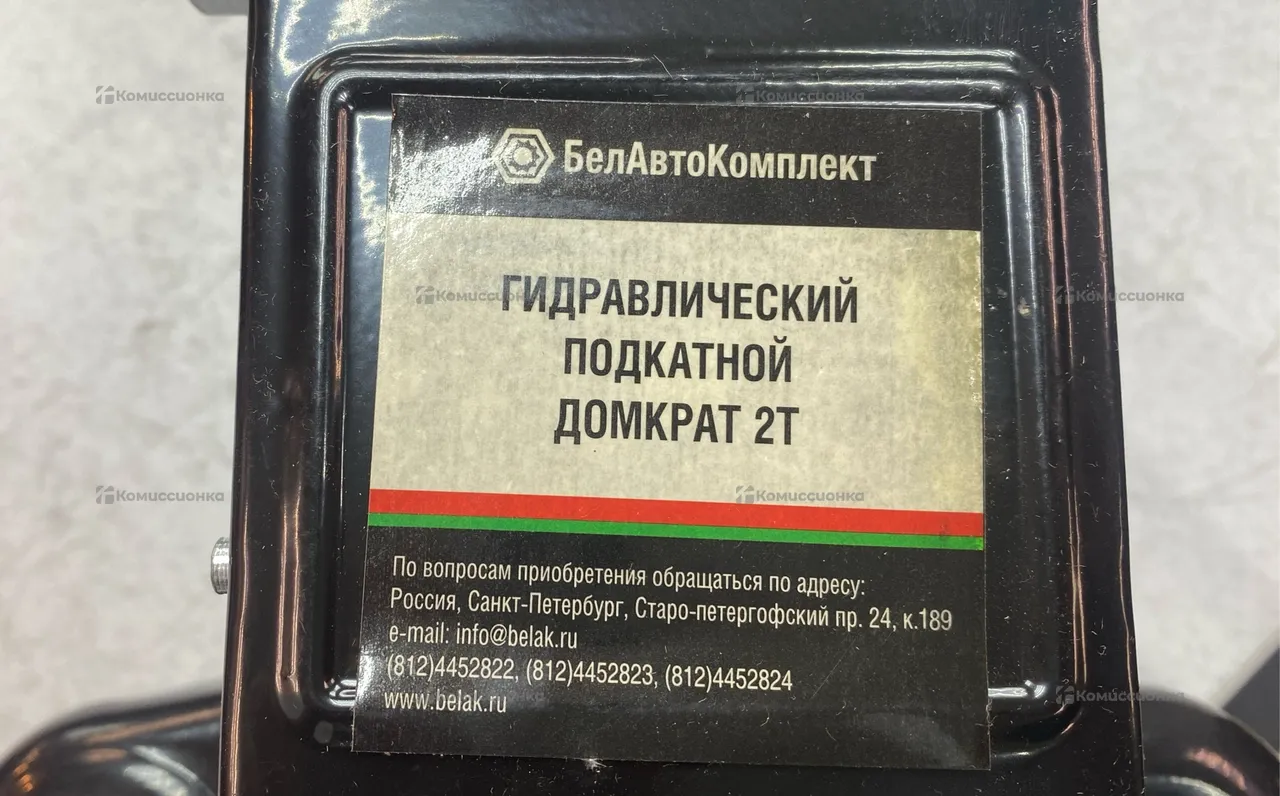 БелАвтоКомплект
ГИДРАВЛИЧЕСКИЙ
ПОДКАТНОЙ
ДОМКРАТ 2Т
По вопросам приобретения обращаться по адресу:
Россия, Санкт-Петербург, Старо-петергофский пр. 24, к.189
e-mail: info@belak.ru
(812)4452822, (812)4452823, (812)4452824
www.belak.ru
Комиссионка
Комиссионка
Комиссионка
Комиссионка
Комиссионка
Комиссионка
Комиссионка